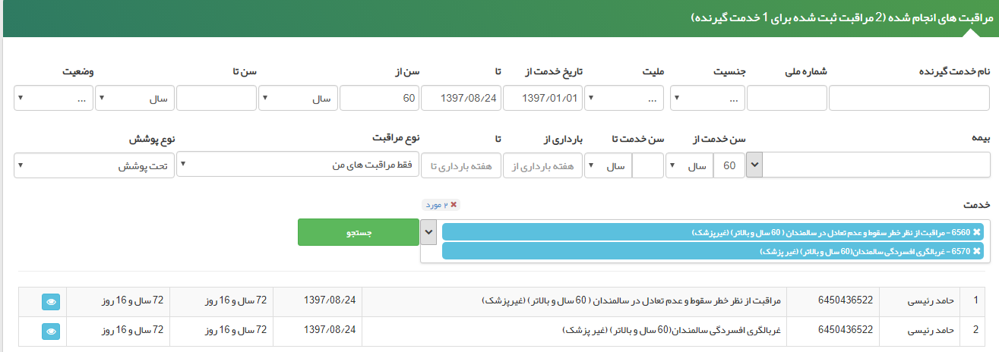 مراقبت های انجام شده (2 مراقبت ثبت شده برای 1 خدمت گیرنده)
نام خدمت گیرنده شماره ملی جنسیت ملیت تاریخ خدمت از تا سن از سن تا وضعیت
... ... 1397/01/01 1397/08/24 60 سال سال ...
بیمه سن خدمت از سن خدمت تا بارداری از تا نوع مراقبت نوع پوشش
60 سال سال هفته بارداری از هفته بارداری تا فقط مراقبت های من تحت پوشش
خدمت ۲ مورد
6560 - مراقبت از نظر خطر سقوط و عدم تعادل در سالمندان ( 60 سال و بالاتر) (غیرپزشک)
جستجو
6570 - غربالگری افسردگی سالمندان(60 سال و بالاتر) (غیر پزشک)
1 حامد رئیسی 6450436522 مراقبت از نظر خطر سقوط و عدم تعادل در سالمندان ( 60 سال و بالاتر) (غیرپزشک) 1397/08/24 72 سال و 16 روز 72 سال و 16 روز
2 حامد رئیسی 6450436522 غربالگری افسردگی سالمندان(60 سال و بالاتر) (غیر پزشک) 1397/08/24 72 سال و 16 روز 72 سال و 16 روز